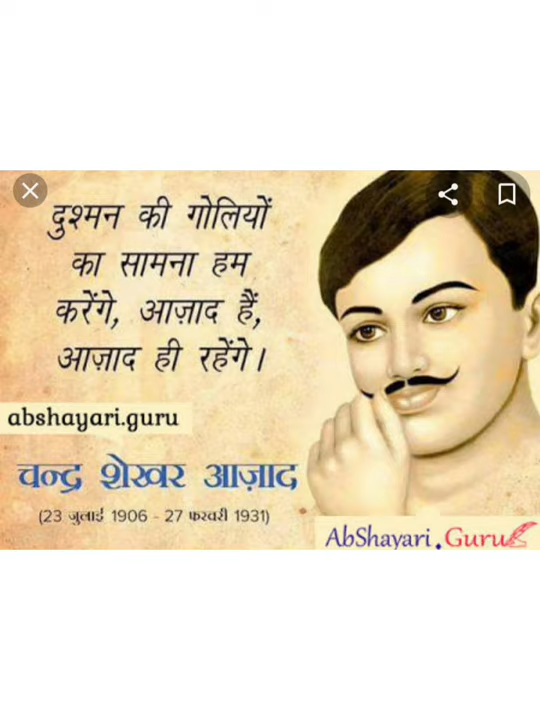 दुश्मन की गोलियों
का सामना हम
करेंगे, आज़ाद हैं,
आज़ाद ही रहेंगे।
abshayari.guru
चन्द्र शेखर आज़ाद
(23 जुलाई 1906 - 27 फरवरी 1931)
AbShayari.Guru